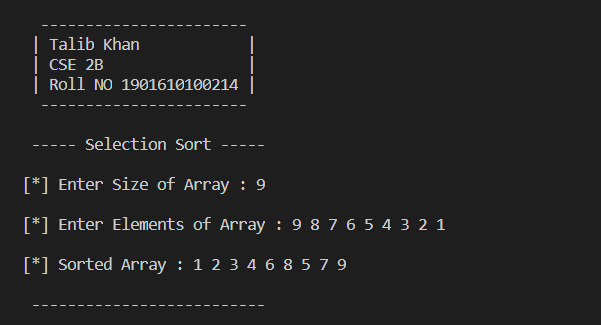 -----------------------
| Talib Khan            |
| CSE 2B                |
| Roll NO 1901610100214 |
-----------------------
----- Selection Sort -----
[*] Enter Size of Array : 9
[*] Enter Elements of Array : 9 8 7 6 5 4 3 2 1
[*] Sorted Array : 1 2 3 4 6 8 5 7 9
--------------------------